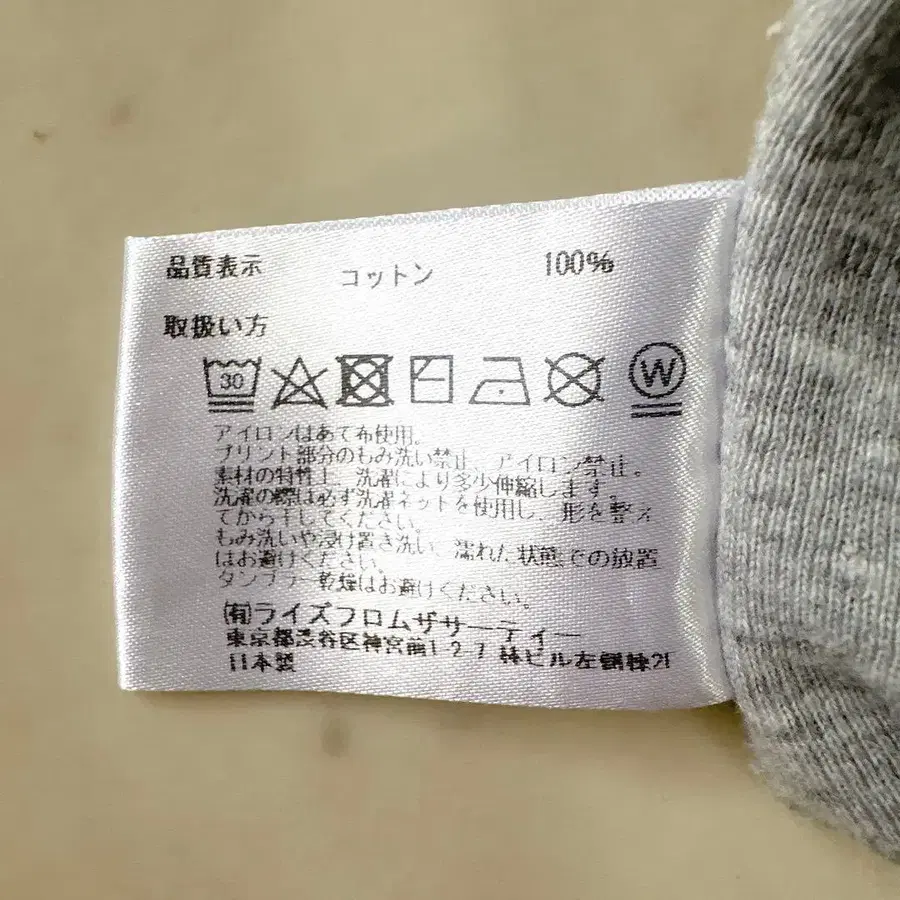 品質表示 コットン 100%
取扱い方
30 W
アイロンはあて布使用。
プリント部分のもみ洗い禁止、アイロン禁止。
素材の特性上、洗濯により多少伸縮します。
洗濯の際は必ず洗濯ネットを使用し、形を整え
てから干してください。
もみ洗いや浸け置き洗い、濡れた状態での放置
はお避けください。
タンブラー乾燥はお避けください。
(有)ライズフロムザサーティー
東京都渋谷区神宮前1-2-7 林ビル左側棟2F
日本製